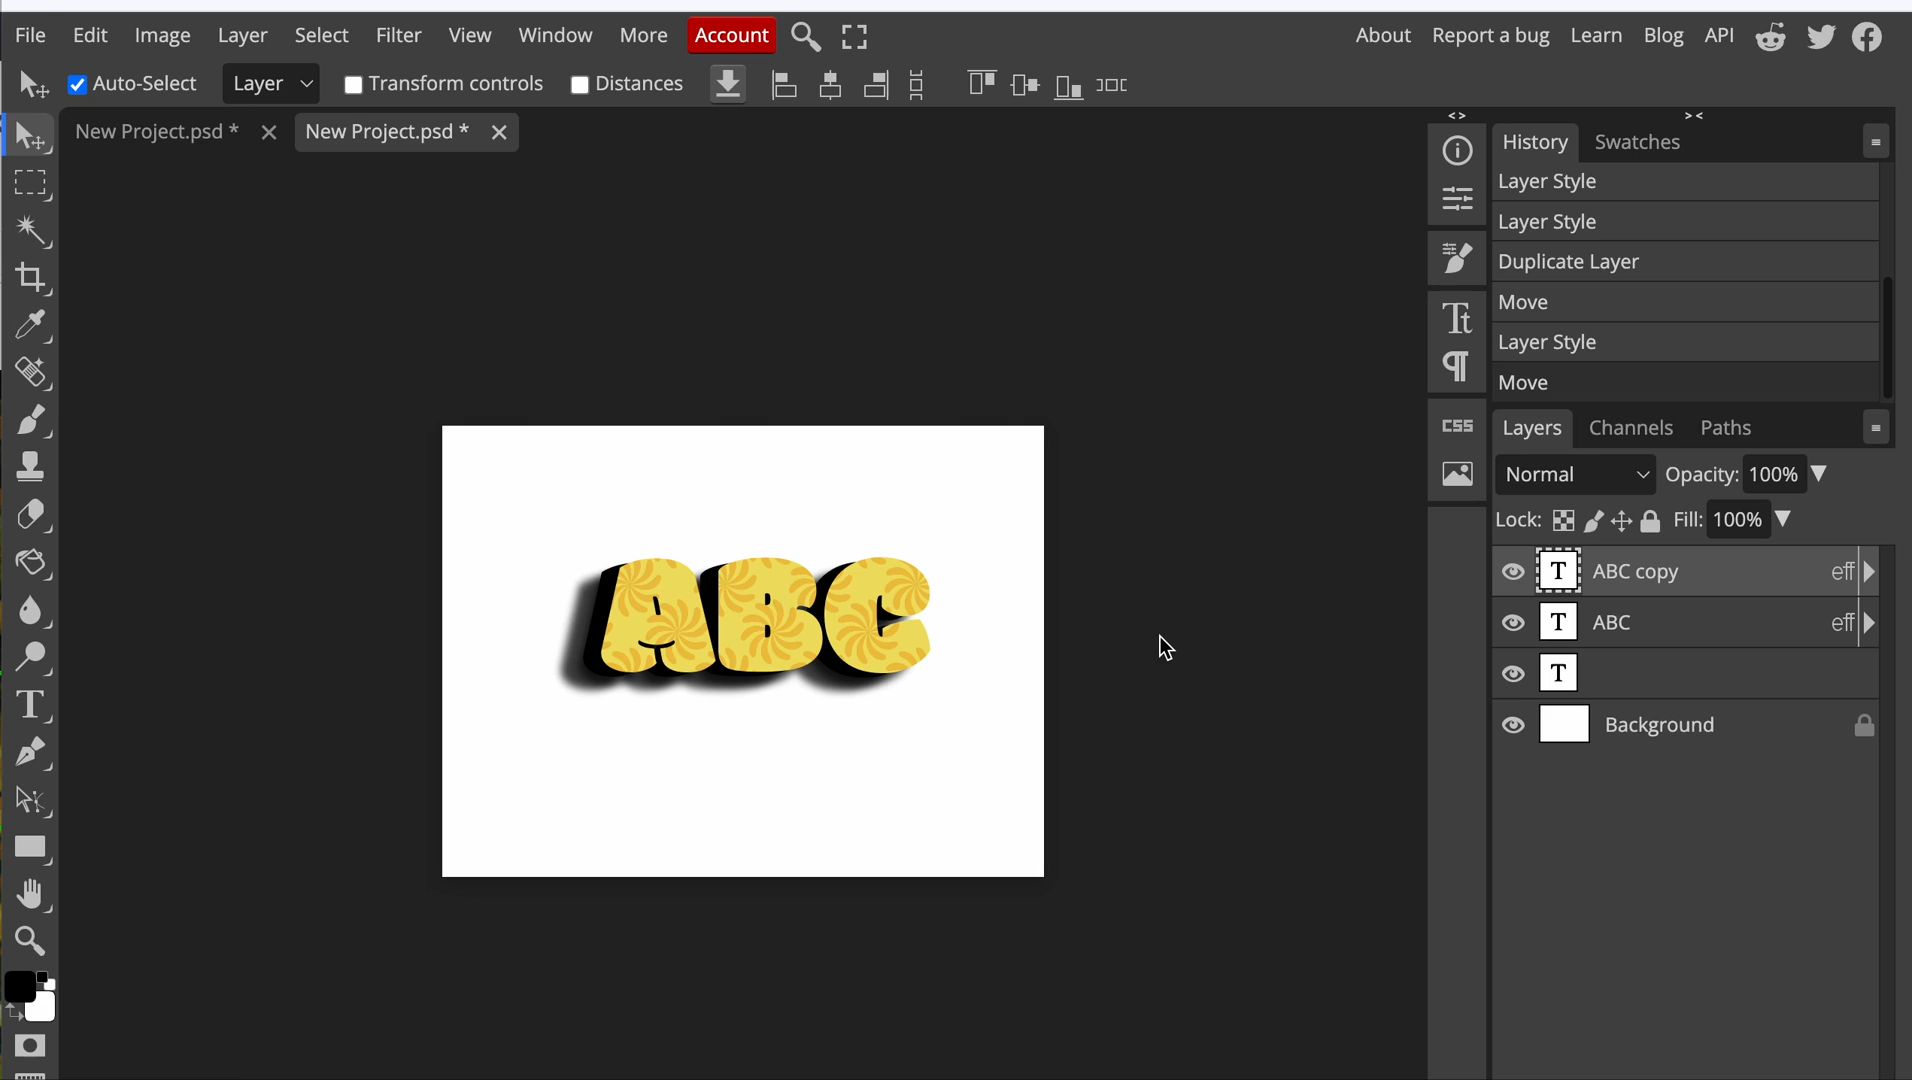 File Edit Image Layer Select Filter View Window More Account About Report a bug Learn Blog API
Auto-Select Layer Transform controls Distances
New Project.psd * New Project.psd *
History Swatches
Layer Style
Layer Style
Duplicate Layer
Move
Layer Style
Move
Layers Channels Paths
Normal Opacity: 100%
Lock: Fill: 100%
ABC copy eff
ABC eff
Background
CSS
ABC